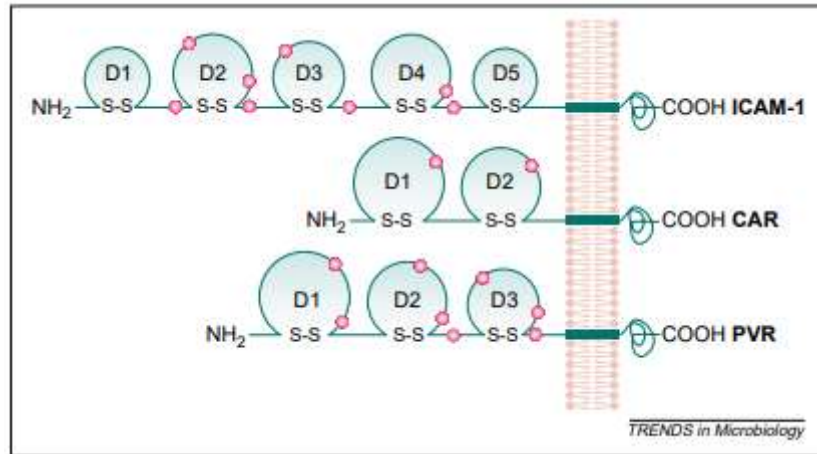 D1 D2 D3 D4 D5
NH2 S-S S-S S-S S-S S-S COOH ICAM-1
D1 D2
NH2 S-S S-S COOH CAR
D1 D2 D3
NH2 S-S S-S S-S COOH PVR
TRENDS in Microbiology